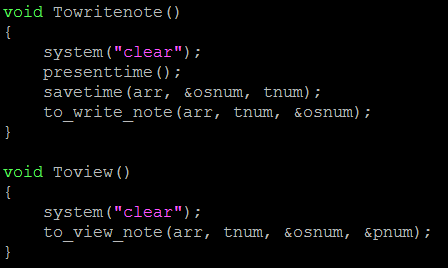 void Towritenote()
{
    system("clear");
    presenttime();
    savetime(arr, &osnum, tnum);
    to_write_note(arr, tnum, &osnum);
}

void Toview()
{
    system("clear");
    to_view_note(arr, tnum, &osnum, &pnum);
}